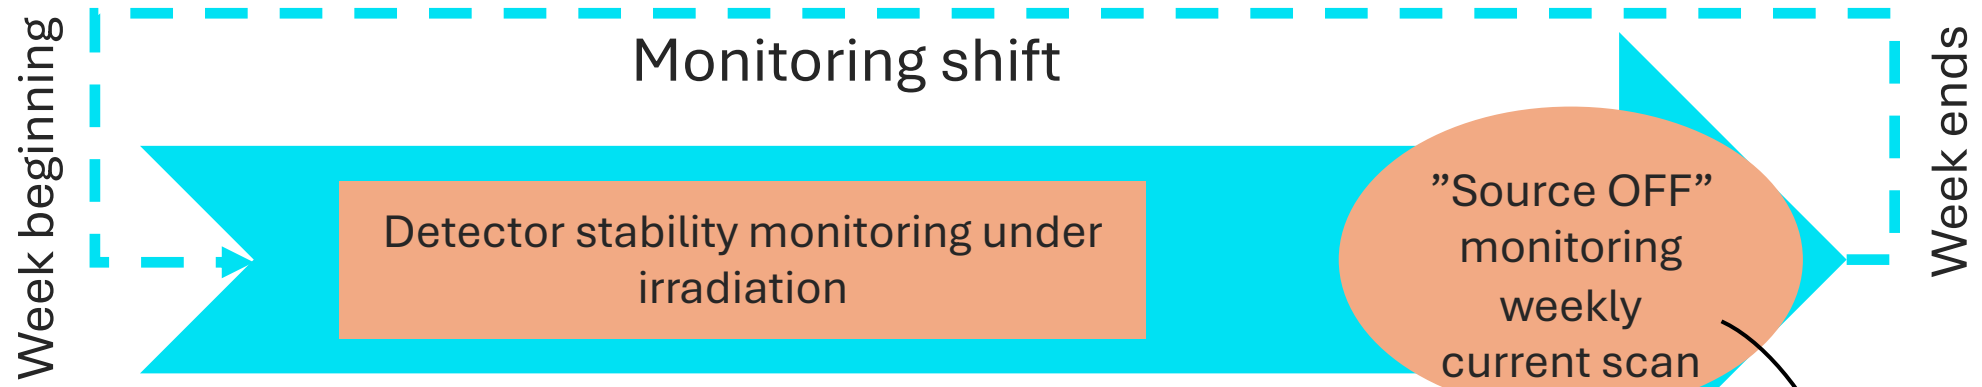 Monitoring shift
Week beginning
Detector stability monitoring under
irradiation
”Source OFF”
monitoring
weekly
current scan
Week ends